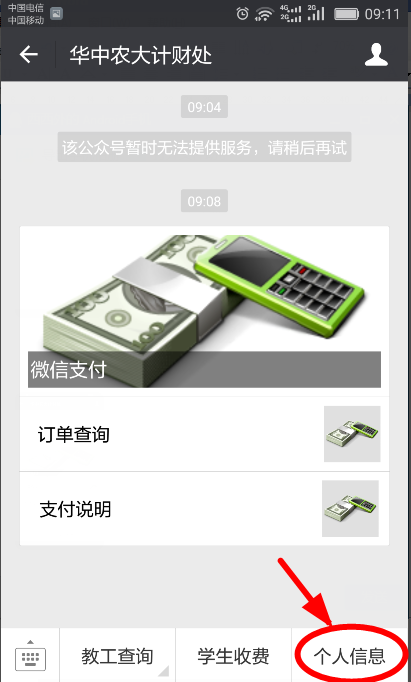 中国电信
中国移动
4G
2G
2G
09:11
华中农大计财处
09:04
该公众号暂时无法提供服务，请稍后再试
09:08
微信支付
订单查询
支付说明
教工查询
学生收费
个人信息